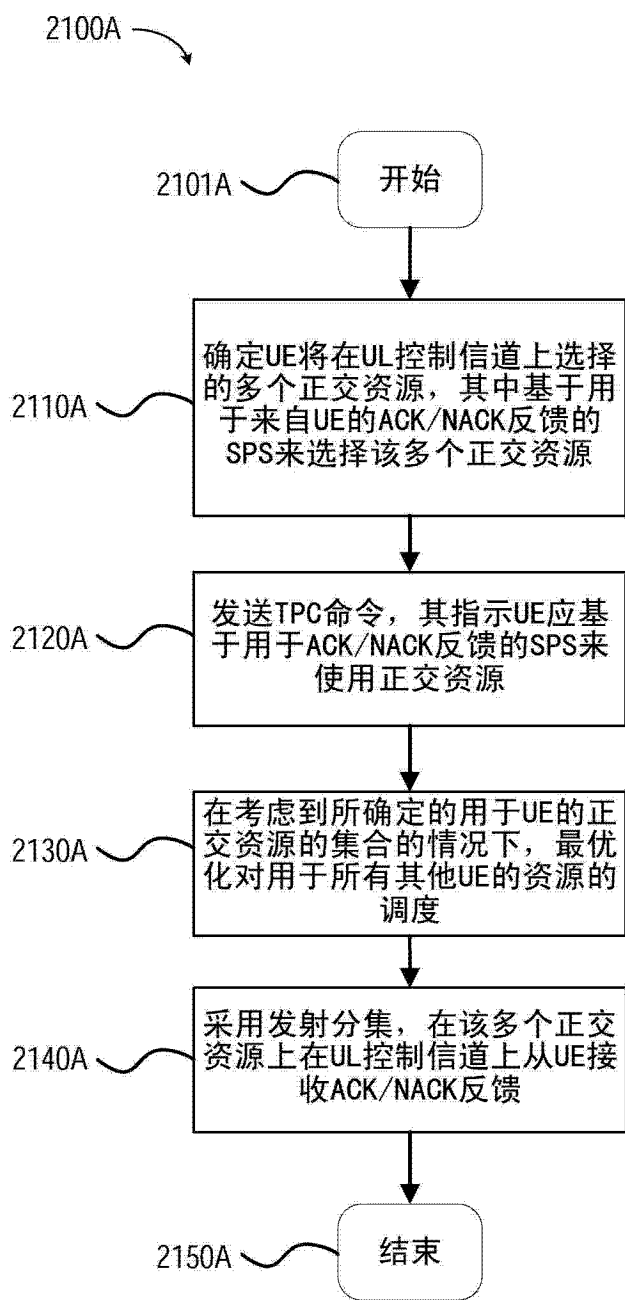 2100A
2101A
开始
2110A
确定UE将在UL控制信道上选择
的多个正交资源，其中基于用
于来自UE的ACK/NACK反馈的
SPS来选择该多个正交资源
2120A
发送TPC命令，其指示UE应基
于用于ACK/NACK反馈的SPS来
使用正交资源
2130A
在考虑到所确定的用于UE的正
交资源的集合的情况下，最优
化对用于所有其他UE的资源的
调度
2140A
采用发射分集，在该多个正交
资源上在UL控制信道上从UE接
收ACK/NACK反馈
2150A
结束